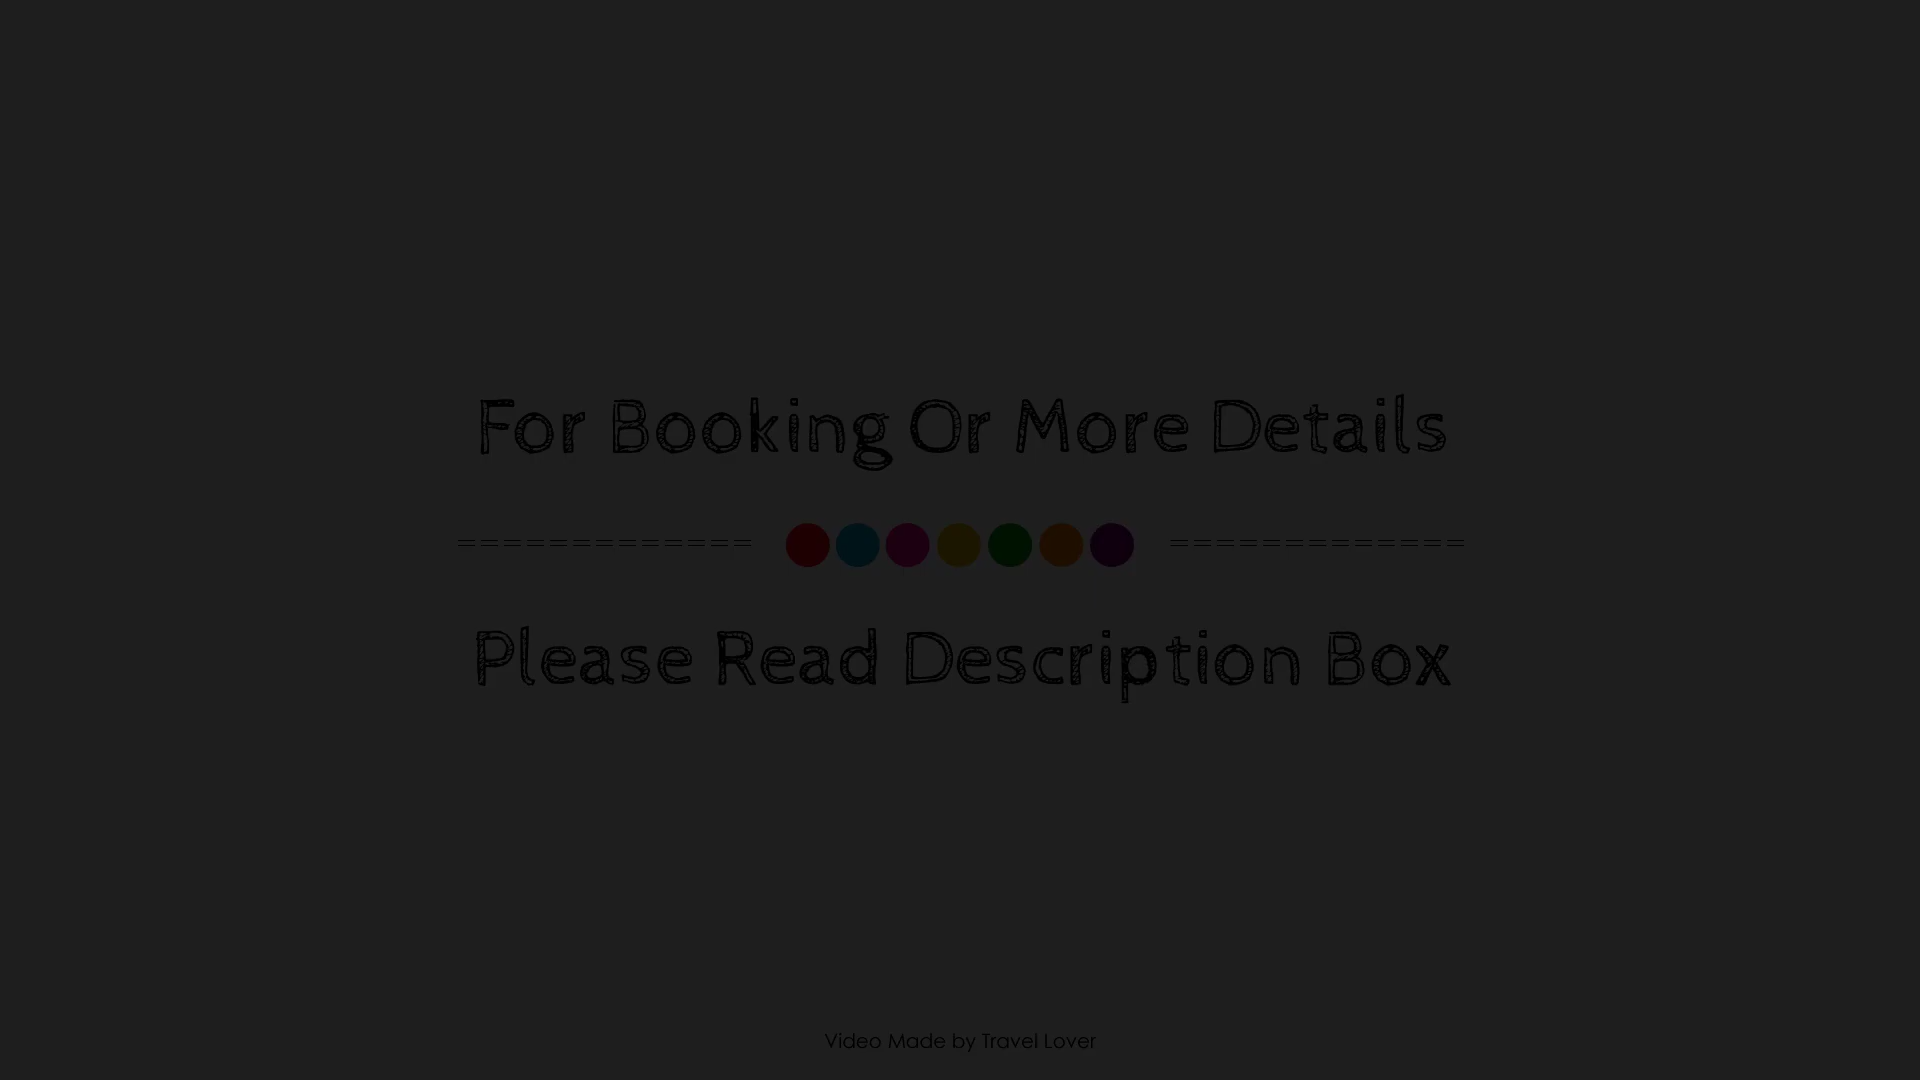 For Booking Or More Details
============= =============
Please Read Description Box
Video Made by Travel Lover